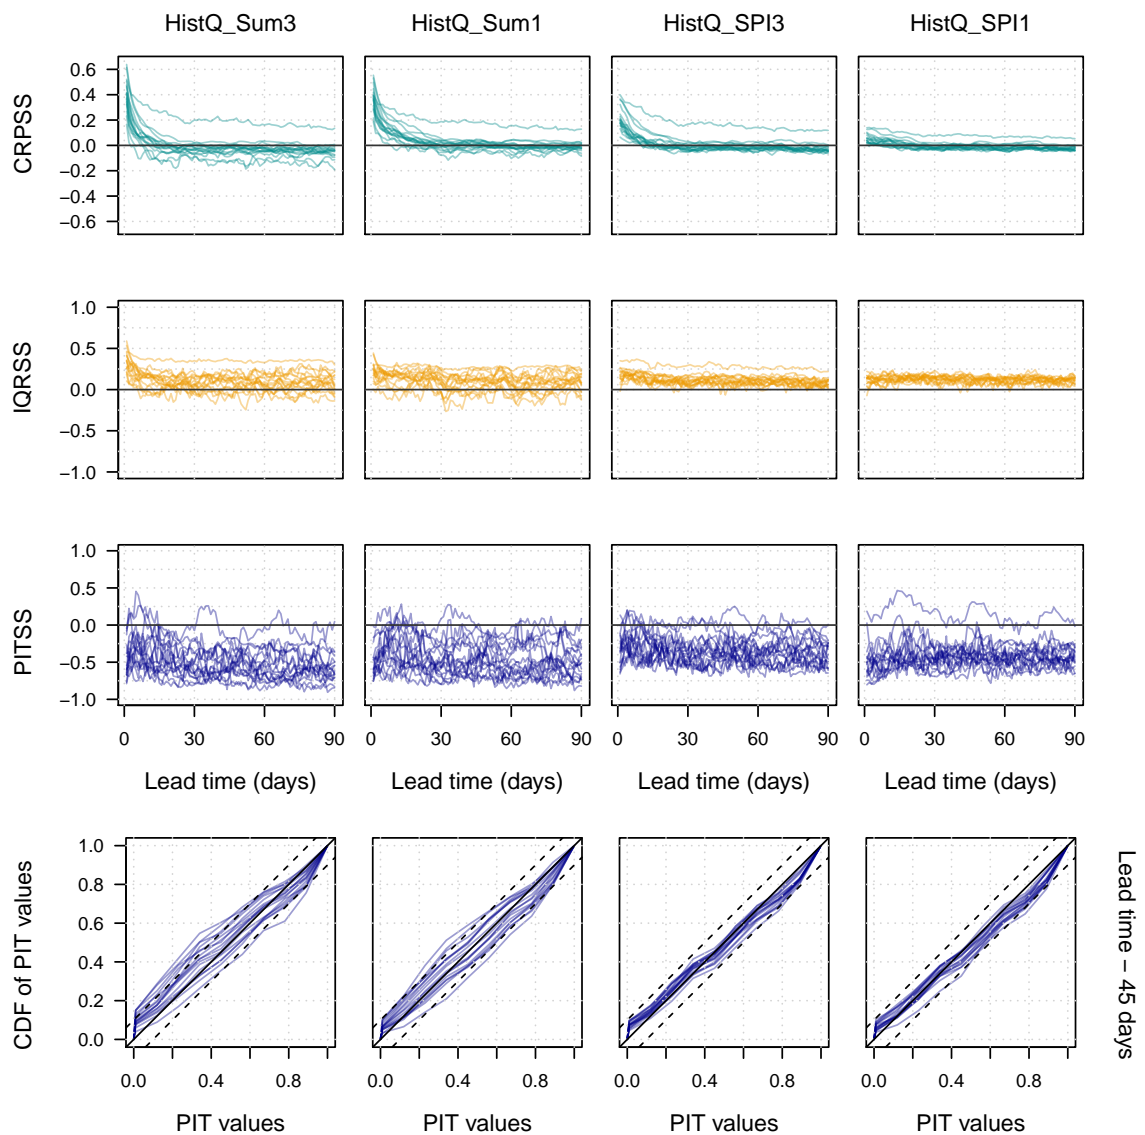 HistQ_Sum3 HistQ_Sum1 HistQ_SPI3 HistQ_SPI1
CRPSS
0.6
0.4
0.2
0.0
−0.2
−0.4
−0.6
IQRSS
1.0
0.5
0.0
−0.5
−1.0
PITSS
1.0
0.5
0.0
−0.5
−1.0
0 30 60 90 0 30 60 90 0 30 60 90 0 30 60 90
Lead time (days) Lead time (days) Lead time (days) Lead time (days)
CDF of PIT values
1.0
0.8
0.6
0.4
0.2
0.0
Lead time − 45 days
0.0 0.4 0.8 0.0 0.4 0.8 0.0 0.4 0.8 0.0 0.4 0.8
PIT values PIT values PIT values PIT values